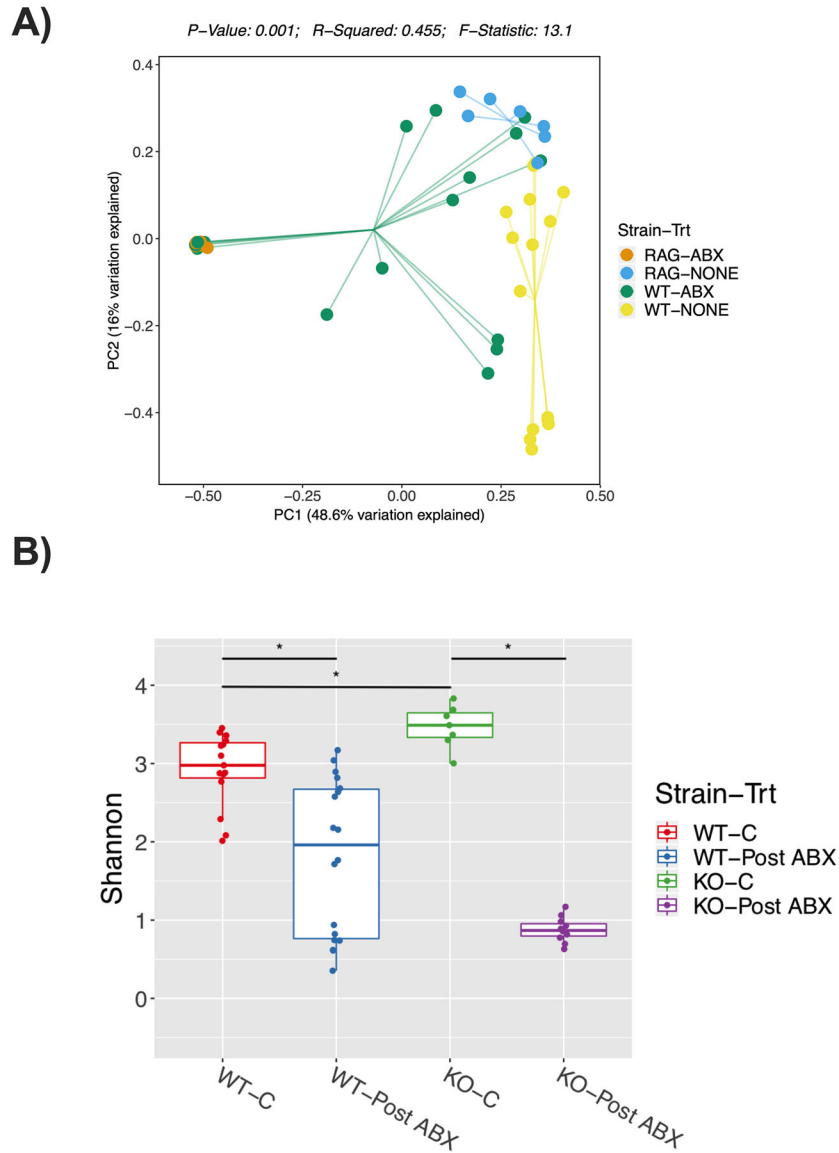 A)
P−Value: 0.001; R−Squared: 0.455; F−Statistic: 13.1
0.4
0.2
0.0
−0.2
−0.4
PC2 (16% variation explained)
−0.50 −0.25 0.00 0.25 0.50
PC1 (48.6% variation explained)
Strain-Trt
RAG−ABX
RAG−NONE
WT−ABX
WT−NONE
B)
* *
*
4
3
2
1
0
Shannon
WT−C WT−Post ABX KO−C KO−Post ABX
Strain−Trt
WT−C
WT−Post ABX
KO−C
KO−Post ABX